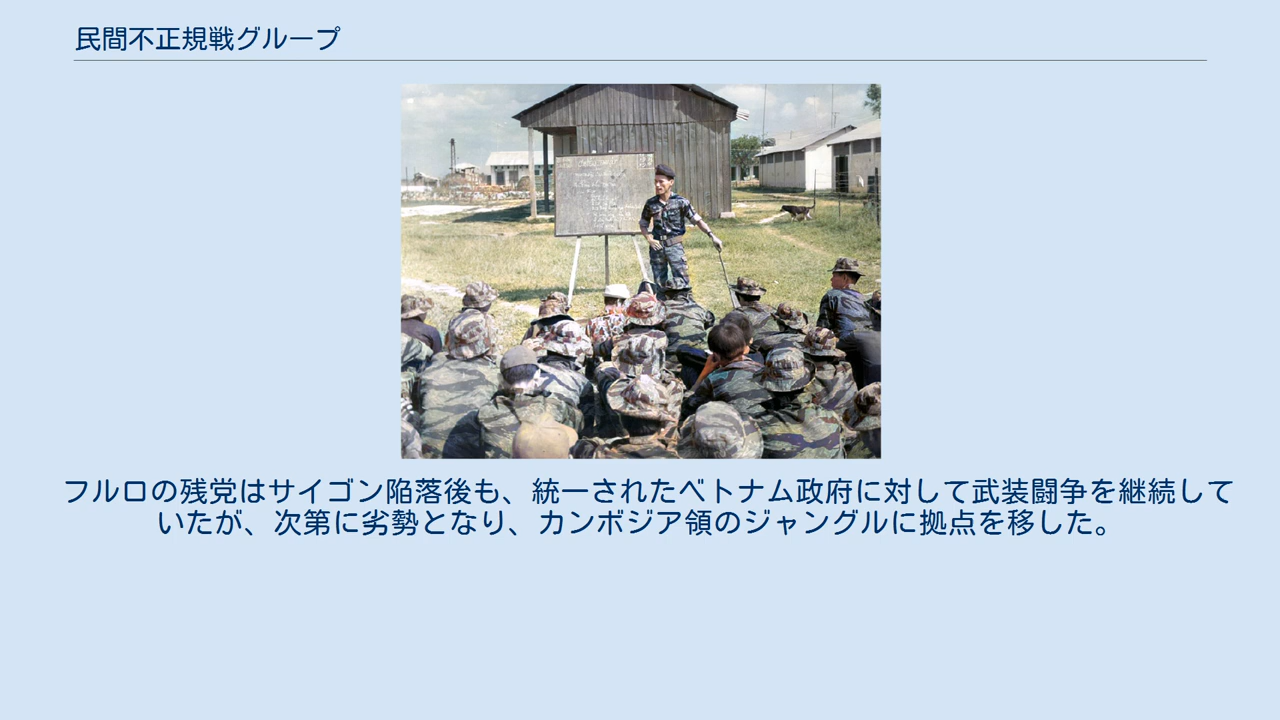 民間不正規戦グループ
フルロの残党はサイゴン陥落後も、統一されたベトナム政府に対して武装闘争を継続して
いたが、次第に劣勢となり、カンボジア領のジャングルに拠点を移した。